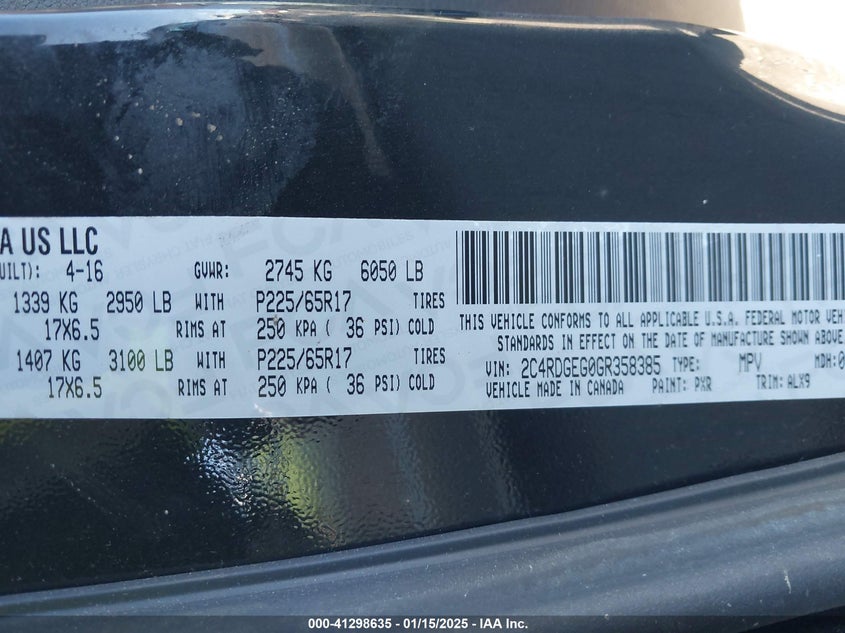 A US LLC
UILT): 4-16 GVWR: 2745 KG 6050 LB
1339 KG 2950 LB WITH P225/65R17 TIRES
17X6.5 RIMS AT 250 KPA ( 36 PSI) COLD
1407 KG 3100 LB WITH P225/65R17 TIRES
17X6.5 RIMS AT 250 KPA ( 36 PSI) COLD
THIS VEHICLE CONFORMS TO ALL APPLICABLE U.S.A. FEDERAL MOTOR VEH
STANDARDS IN EFFECT ON THE DATE OF MANUFACTURE SHOWN ABOVE.
VIN: 2C4RDGEG0GR358385 TYPE: MPV MDH:0
VEHICLE MADE IN CANADA PAINT: PXR TRIM: ALX9
000-41298635 - 01/15/2025 - IAA Inc.